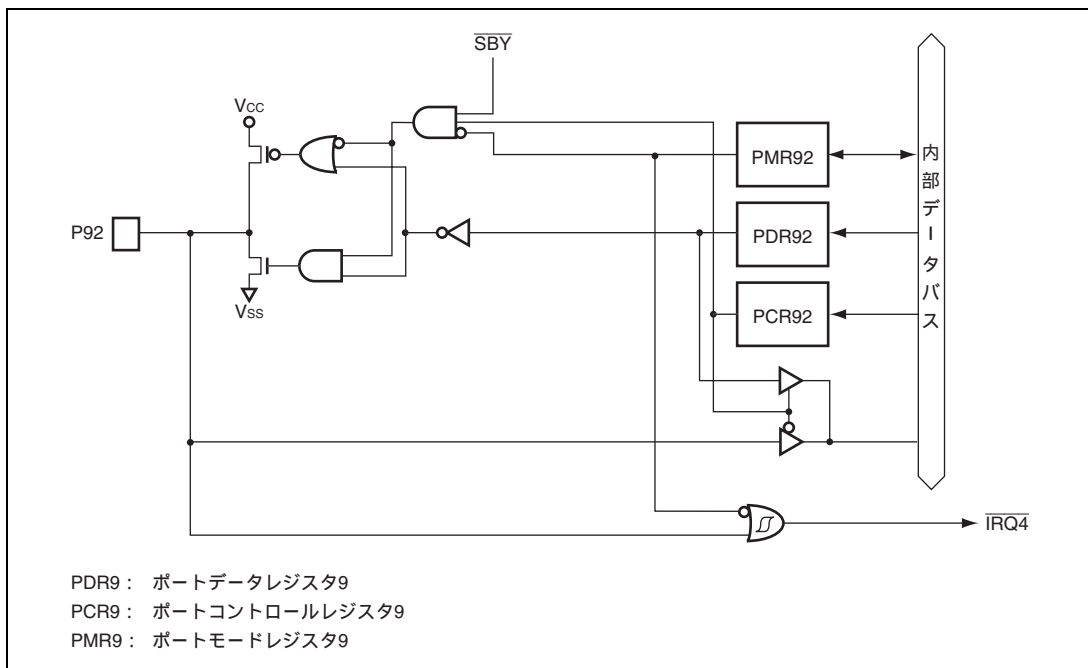 SBY
VCC
PMR92
内部データバス
P92
PDR92
VSS
PCR92
IRQ4
PDR9： ポートデータレジスタ9
PCR9： ポートコントロールレジスタ9
PMR9： ポートモードレジスタ9